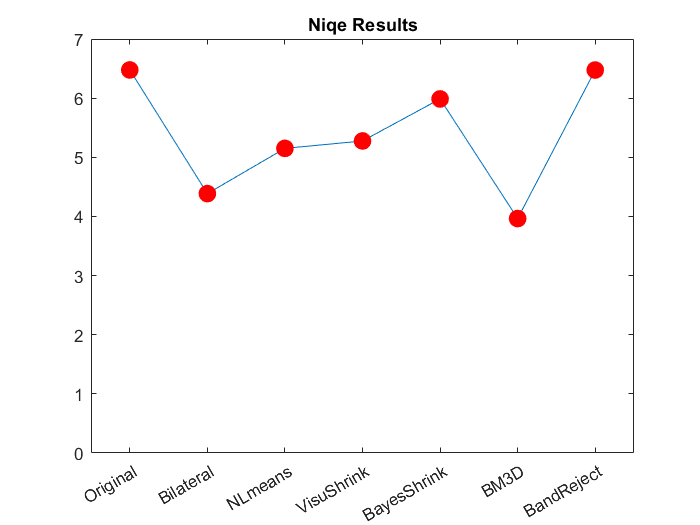 Niqe Results
7
6
5
4
3
2
1
0
Original
Bilateral
NLmeans
VisuShrink
BayesShrink
BM3D
BandReject